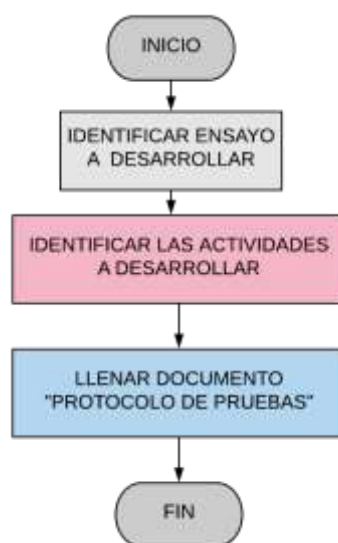 INICIO
IDENTIFICAR ENSAYO
A DESARROLLAR
IDENTIFICAR LAS ACTIVIDADES
A DESARROLLAR
LLENAR DOCUMENTO
"PROTOCOLO DE PRUEBAS"
FIN